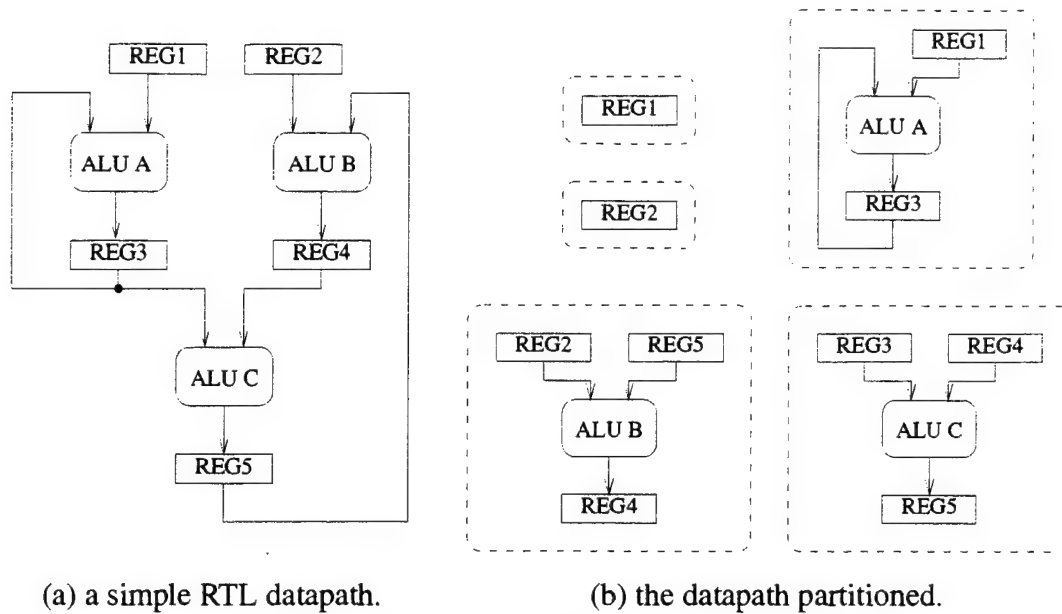 REG1
REG2
ALU A
ALU B
REG3
REG4
ALU C
REG5
(a) a simple RTL datapath.
REG1
REG2
REG1
ALU A
REG3
REG2
REG5
ALU B
REG4
REG3
REG4
ALU C
REG5
(b) the datapath partitioned.